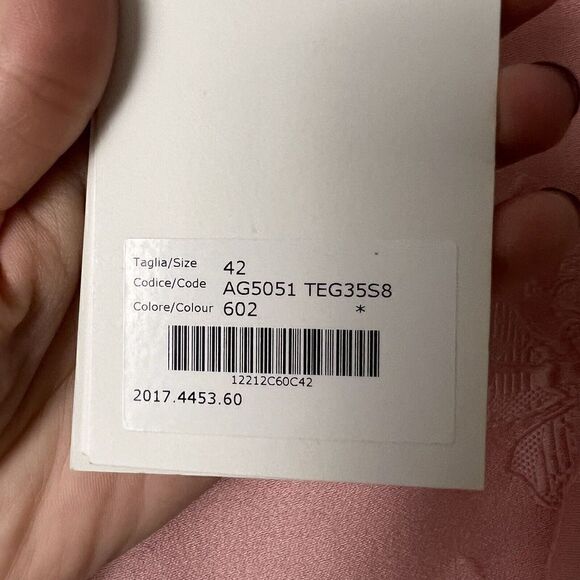 Taglia/Size 42
Codice/Code AG5051 TEG35S8
Colore/Colour 602 *
12212C60C42
2017.4453.60